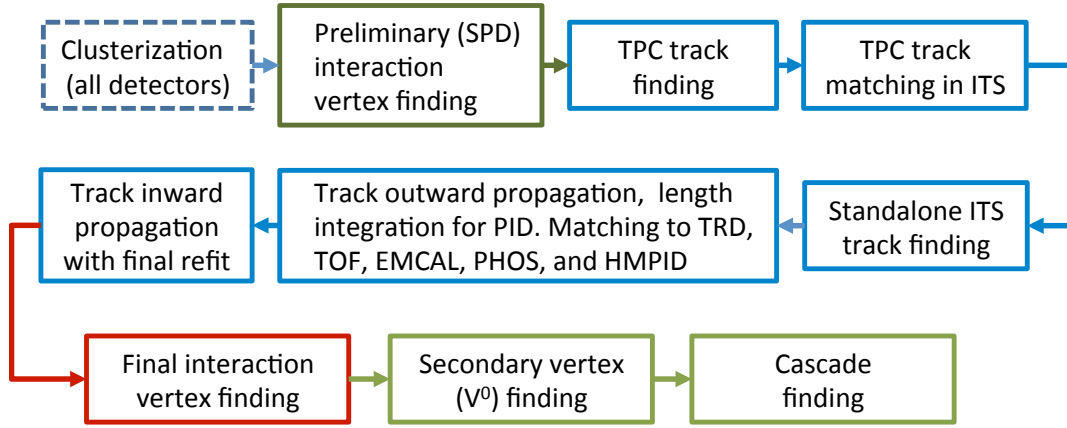 Clusterization
(all detectors)
Preliminary (SPD)
interaction
vertex finding
TPC track
finding
TPC track
matching in ITS
Track inward
propagation
with final refit
Track outward propagation, length
integration for PID. Matching to TRD,
TOF, EMCAL, PHOS, and HMPID
Standalone ITS
track finding
Final interaction
vertex finding
Secondary vertex
(V⁰) finding
Cascade
finding